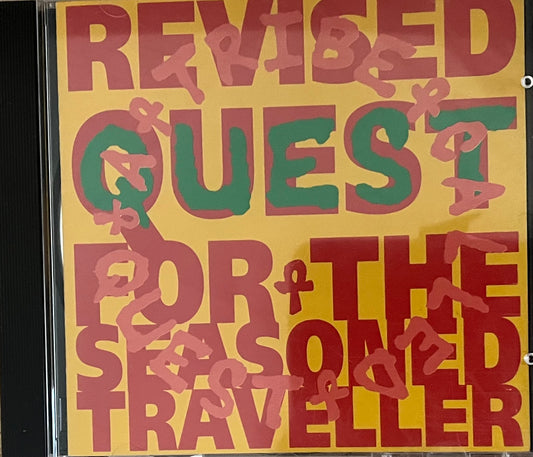 REVISED
QUEST
FOR THE
SEASONED
TRAVELLER
A TRIBE CALLED QUEST